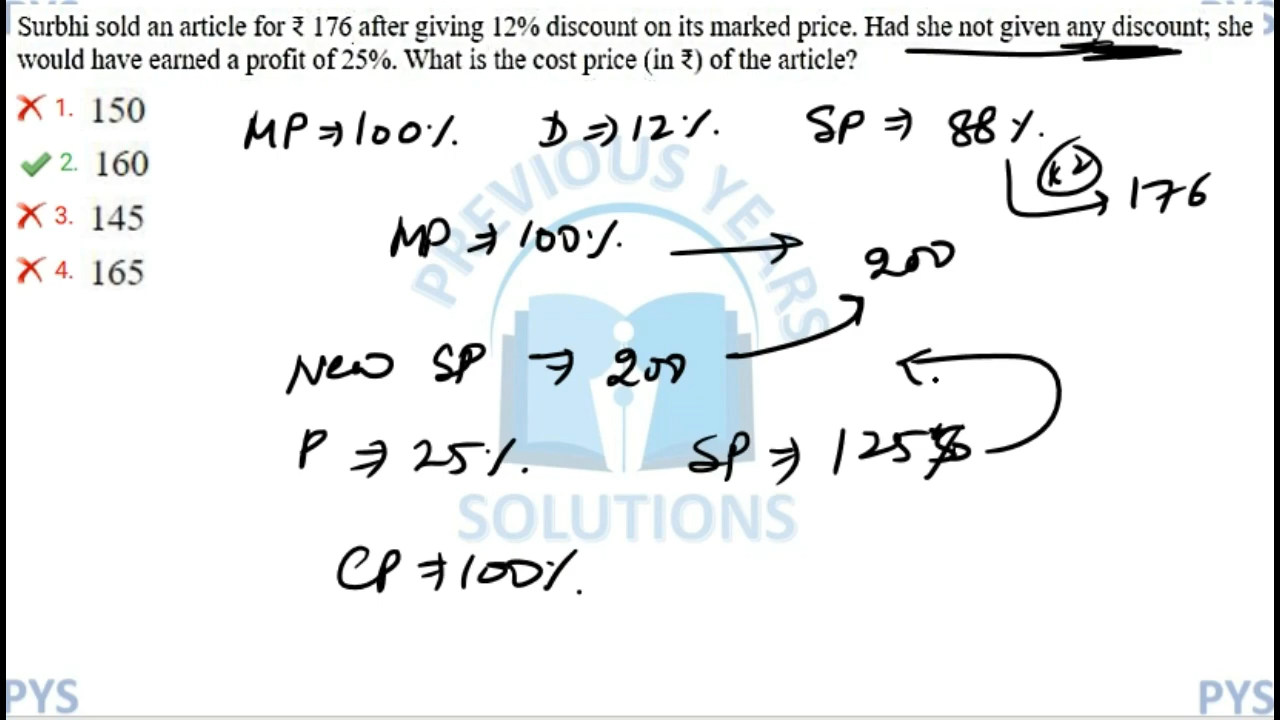 Surbhi sold an article for ₹ 176 after giving 12% discount on its marked price. Had she not given any discount; she
would have earned a profit of 25%. What is the cost price (in ₹) of the article?
1. 150
2. 160
3. 145
4. 165
MP ⇒ 100% D ⇒ 12% SP ⇒ 88%
x2
176
MP ⇒ 100% → 200
New SP → 200
P ⇒ 25% SP ⇒ 125%
CP ⇒ 100%
PREVIOUS YEARS
SOLUTIONS
PYS PYS